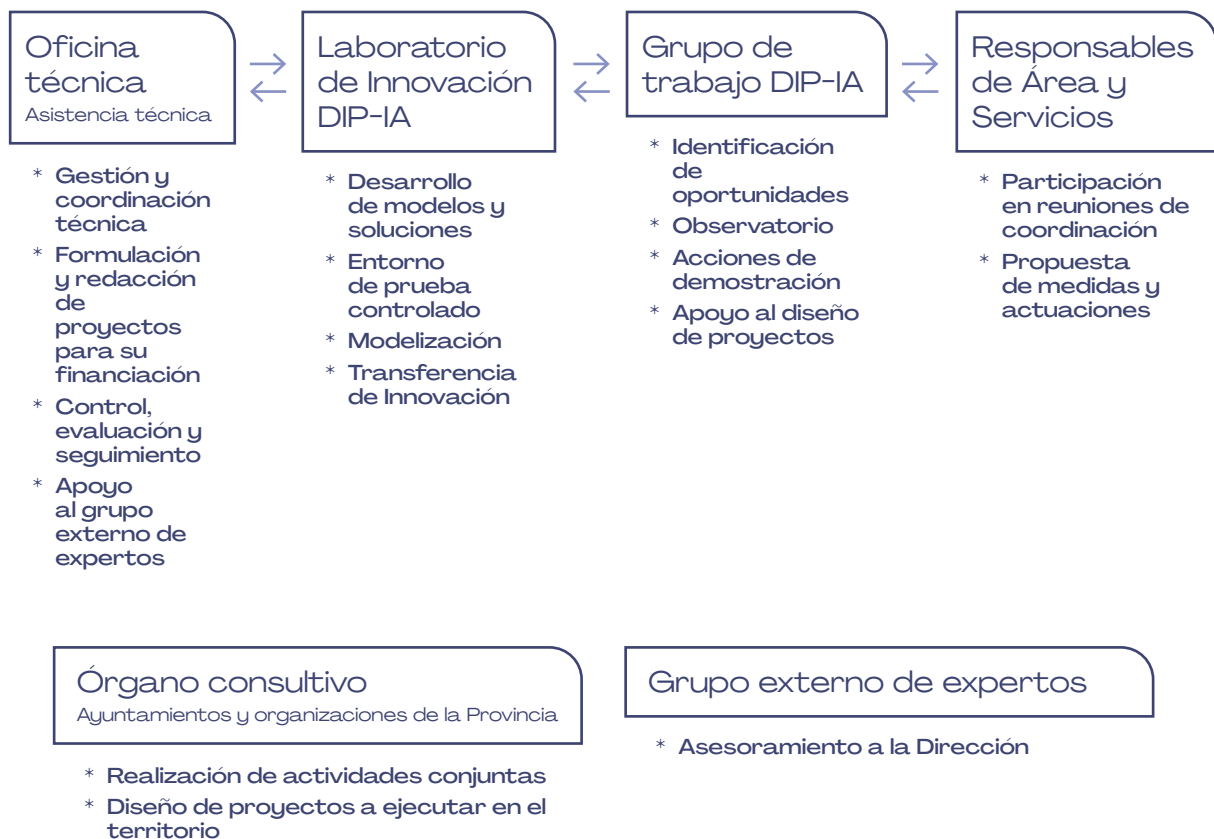 Oficina
técnica
Asistencia técnica
* Gestión y
coordinación
técnica
* Formulación
y redacción
de
proyectos
para su
financiación
* Control,
evaluación y
seguimiento
* Apoyo
al grupo
externo de
expertos
Laboratorio
de Innovación
DIP-IA
* Desarrollo
de modelos y
soluciones
* Entorno
de prueba
controlado
* Modelización
* Transferencia
de Innovación
Grupo de
trabajo DIP-IA
* Identificación
de
oportunidades
* Observatorio
* Acciones de
demostración
* Apoyo al diseño
de proyectos
Responsables
de Área y
Servicios
* Participación
en reuniones de
coordinación
* Propuesta
de medidas y
actuaciones
Órgano consultivo
Ayuntamientos y organizaciones de la Provincia
* Realización de actividades conjuntas
* Diseño de proyectos a ejecutar en el
territorio
Grupo externo de expertos
* Asesoramiento a la Dirección